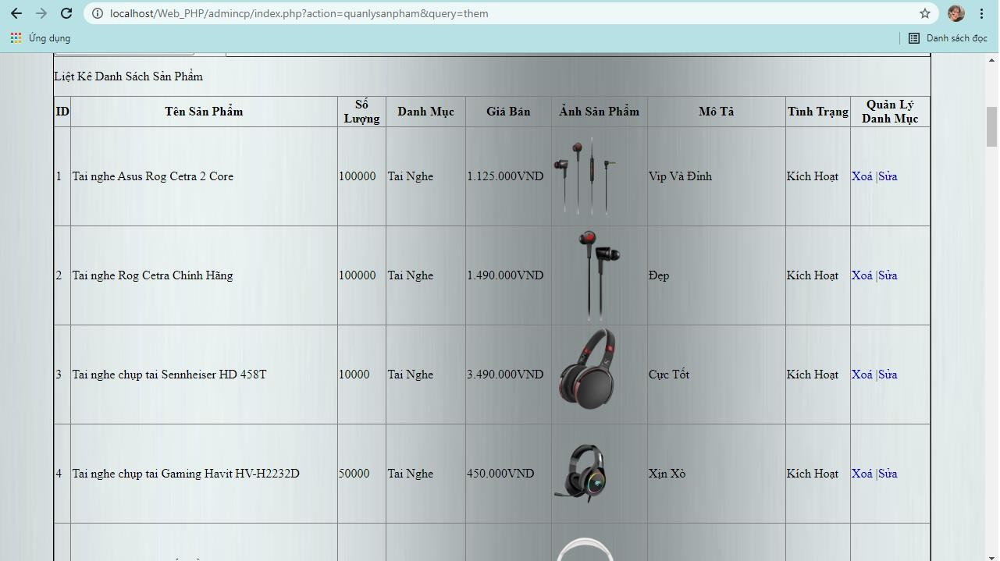 localhost/Web_PHP/admincp/index.php?action=quanlysanpham&query=them
Ứng dụng
Danh sách đọc
Liệt Kê Danh Sách Sản Phẩm
ID Tên Sản Phẩm Số Lượng Danh Mục Giá Bán Ảnh Sản Phẩm Mô Tả Tình Trạng Quản Lý Danh Mục
1 Tai nghe Asus Rog Cetra 2 Core 100000 Tai Nghe 1.125.000VND Vip Và Đỉnh Kích Hoạt Xoá |Sửa
2 Tai nghe Rog Cetra Chính Hãng 100000 Tai Nghe 1.490.000VND Đẹp Kích Hoạt Xoá |Sửa
3 Tai nghe chụp tai Sennheiser HD 458T 10000 Tai Nghe 3.490.000VND Cực Tốt Kích Hoạt Xoá |Sửa
4 Tai nghe chụp tai Gaming Havit HV-H2232D 50000 Tai Nghe 450.000VND Xịn Xò Kích Hoạt Xoá |Sửa